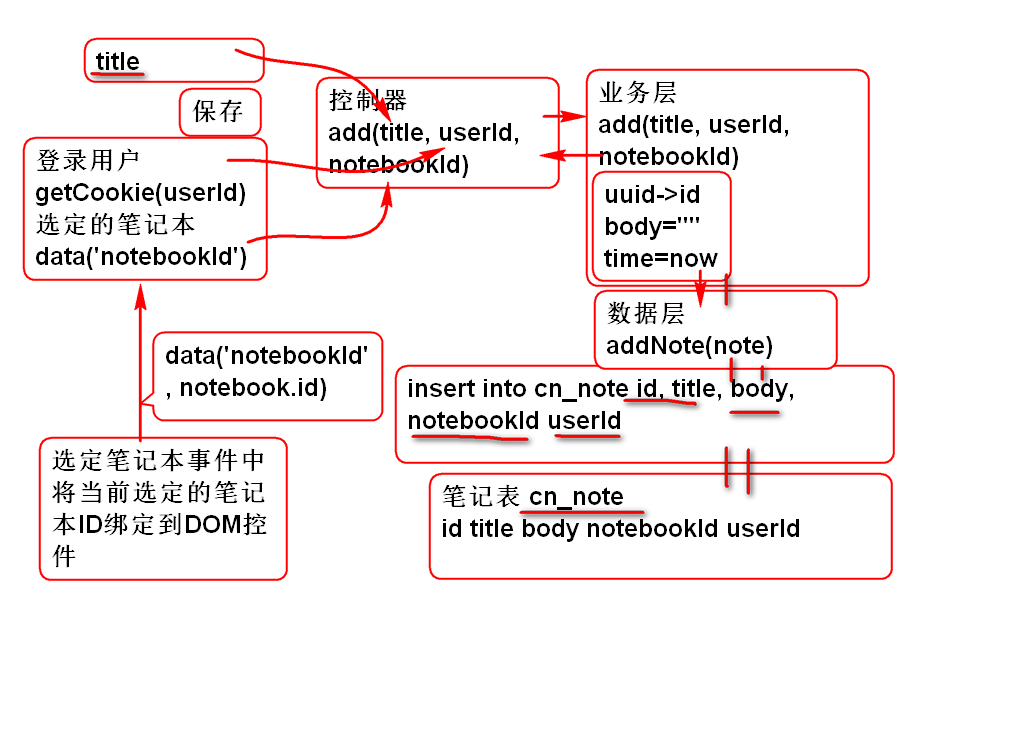 title
保存
登录用户
getCookie(userId)
选定的笔记本
data('notebookId')
控制器
add(title, userId,
notebookId)
业务层
add(title, userId,
notebookId)
uuid->id
body=""
time=now
数据层
addNote(note)
data('notebookId'
, notebook.id)
insert into cn_note id, title, body,
notebookId userId
选定笔记本事件中
将当前选定的笔记
本ID绑定到DOM控
件
笔记表 cn_note
id title body notebookId userId